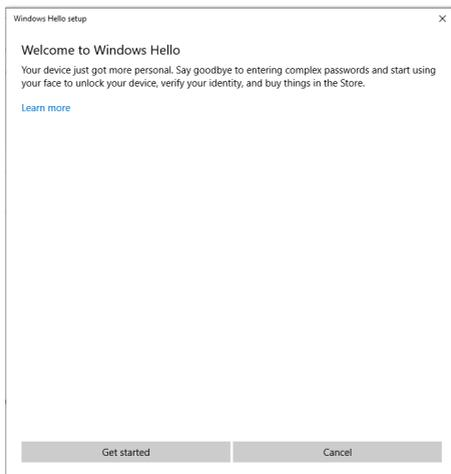 Windows Hello setup
Welcome to Windows Hello
Your device just got more personal. Say goodbye to entering complex passwords and start using
your face to unlock your device, verify your identity, and buy things in the Store.
Learn more
Get started
Cancel